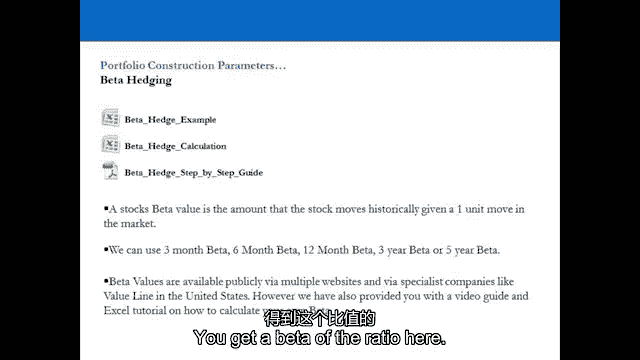 Portfolio Construction Parameters…
Beta Hedging
Beta_Hedge_Example
Beta_Hedge_Calculation
Beta_Hedge_Step_by_Step_Guide
▪A stocks Beta value is the amount that the stock moves historically given a 1 unit move in
the market.
▪We can use 3 month Beta, 6 Month Beta, 12 Month Beta, 3 year Beta or 5 year Beta.
▪Beta Values are available publicly via multiple websites and via specialist companies like
Value Line in the United States. However we have also provided you with a video guide and
Excel tutorial on how to calculate
得到这个比值的
You get a beta of the ratio here.